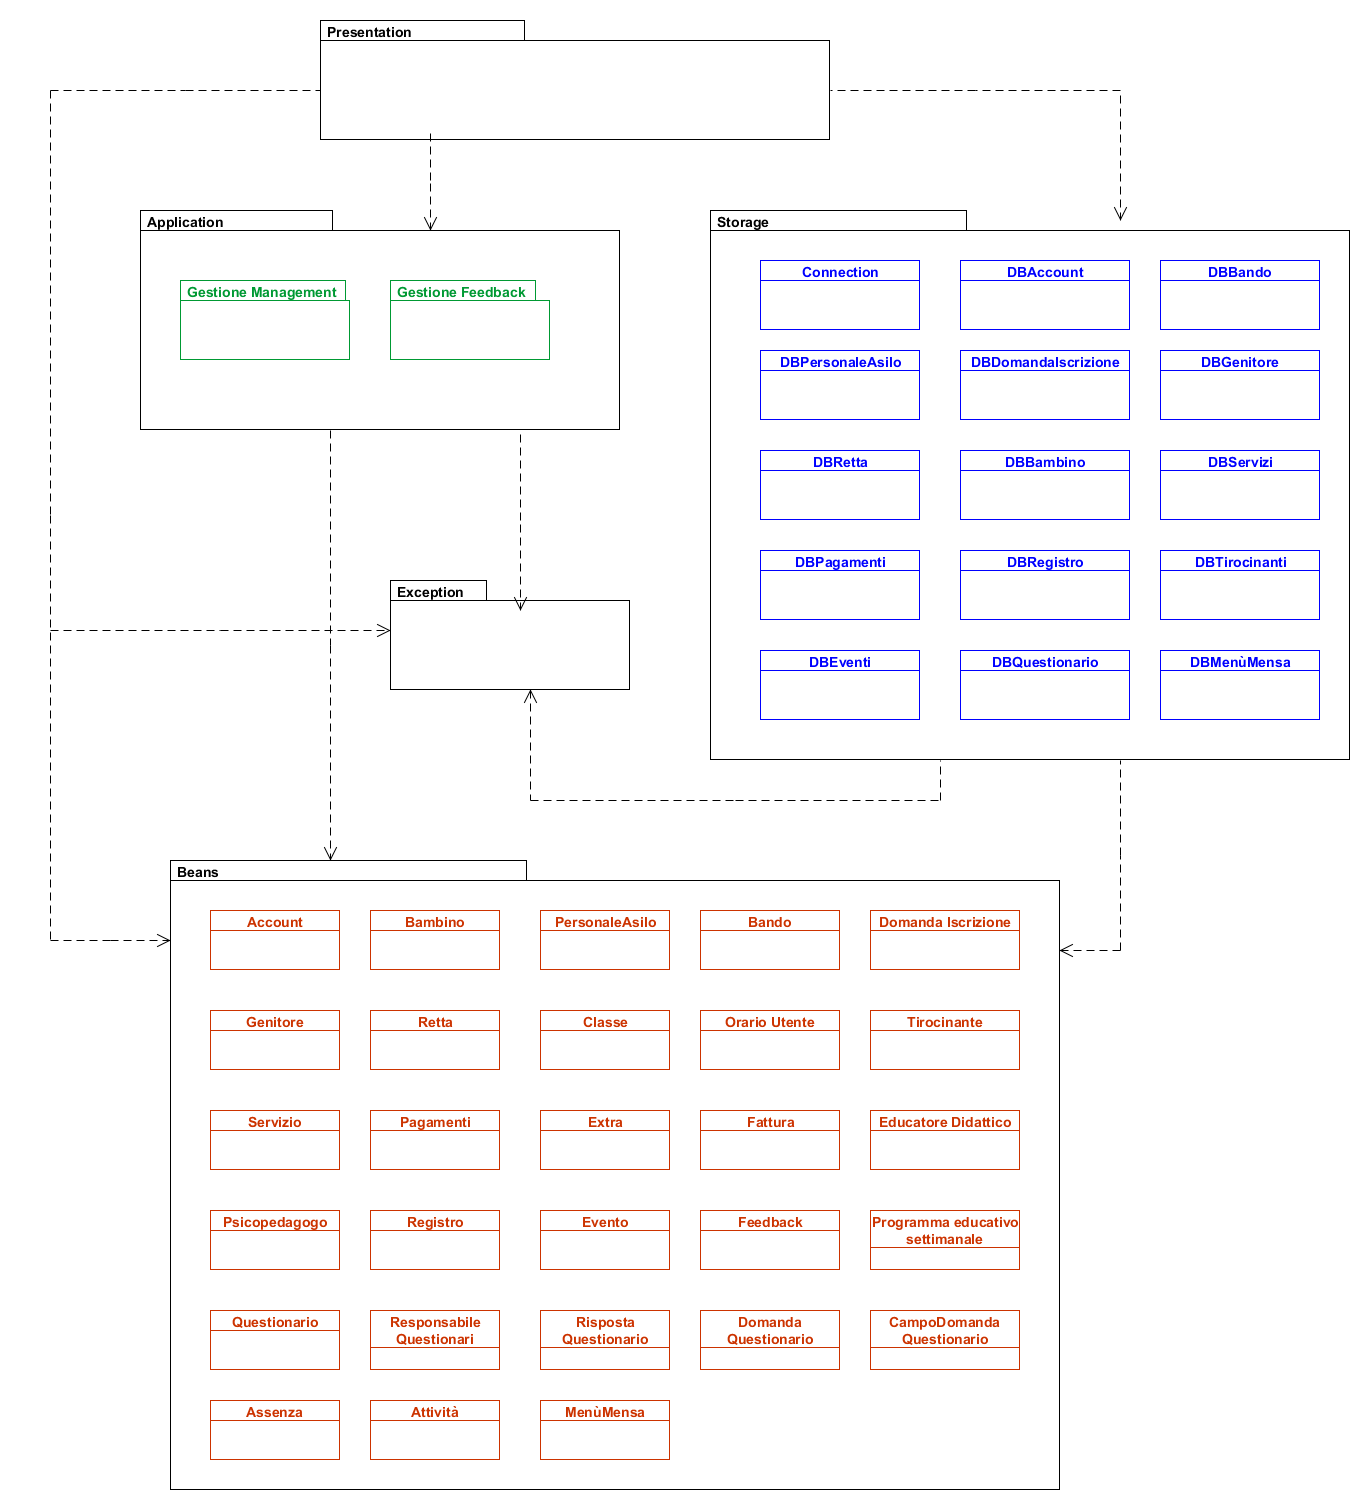 Presentation
Application
Storage
Gestione Management
Gestione Feedback
Connection
DBAccount
DBBando
DBPersonaleAsilo
DBDomandaIscrizione
DBGenitore
DBRetta
DBBambino
DBServizi
DBPagamenti
DBRegistro
DBTirocinanti
Exception
DBEventi
DBQuestionario
DBMenùMensa
Beans
Account
Bambino
PersonaleAsilo
Bando
Domanda Iscrizione
Genitore
Retta
Classe
Orario Utente
Tirocinante
Servizio
Pagamenti
Extra
Fattura
Educatore Didattico
Psicopedagogo
Registro
Evento
Feedback
Programma educativo
settimanale
Questionario
Responsabile
Questionari
Risposta
Questionario
Domanda
Questionario
CampoDomanda
Questionario
Assenza
Attività
MenùMensa